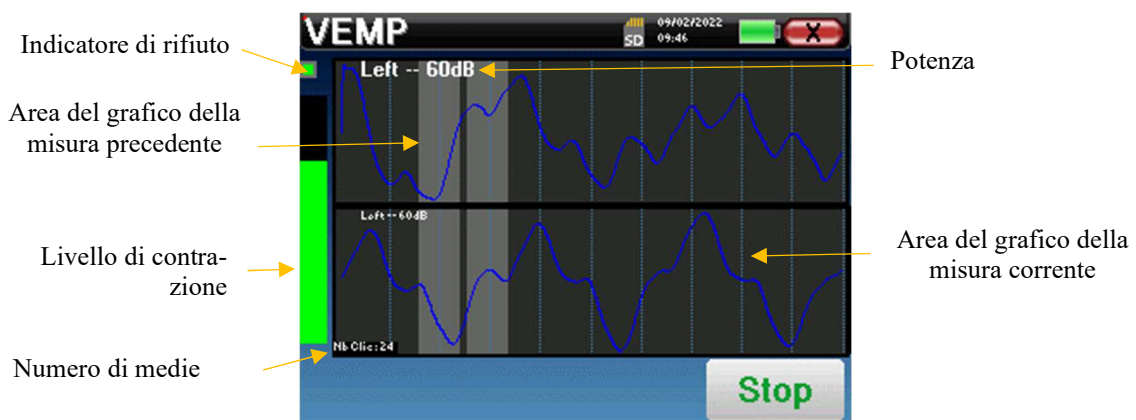 VEMP
SD
09/02/2022
09:46
X
Indicatore di rifiuto
Left -- 60dB
Potenza
Area del grafico della
misura precedente
Left -- 60dB
Livello di contra-
zione
Area del grafico della
misura corrente
Nb Clic: 24
Numero di medie
Stop